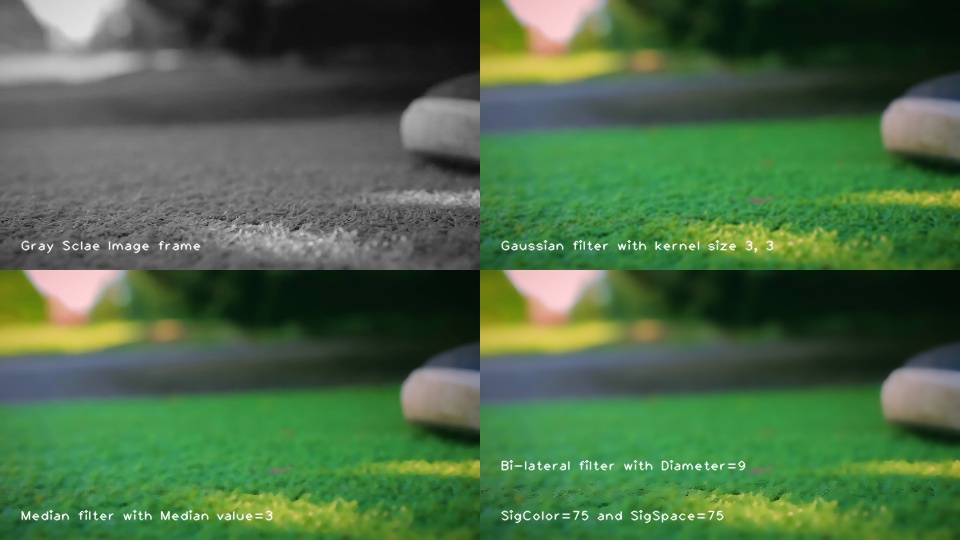 Gray Sclae Image frame
Gaussian filter with kernel size 3, 3
Median filter with Median value=3
Bi-lateral filter with Diameter=9
SigColor=75 and SigSpace=75